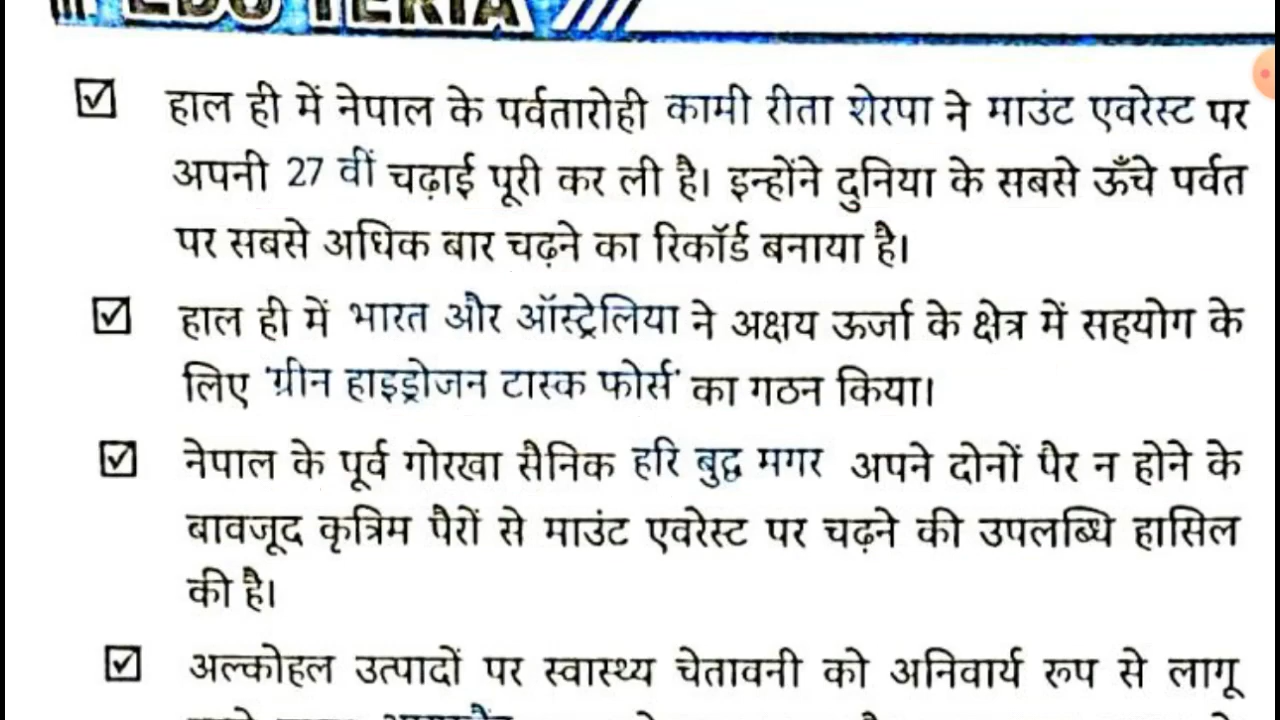 EDU TERIA
हाल ही में नेपाल के पर्वतारोही कामी रीता शेरपा ने माउंट एवरेस्ट पर
अपनी 27 वीं चढ़ाई पूरी कर ली है। इन्होंने दुनिया के सबसे ऊँचे पर्वत
पर सबसे अधिक बार चढ़ने का रिकॉर्ड बनाया है।
हाल ही में भारत और ऑस्ट्रेलिया ने अक्षय ऊर्जा के क्षेत्र में सहयोग के
लिए 'ग्रीन हाइड्रोजन टास्क फोर्स' का गठन किया।
नेपाल के पूर्व गोरखा सैनिक हरि बुद्ध मगर अपने दोनों पैर न होने के
बावजूद कृत्रिम पैरों से माउंट एवरेस्ट पर चढ़ने की उपलब्धि हासिल
की है।
अल्कोहल उत्पादों पर स्वास्थ्य चेतावनी को अनिवार्य रूप से लागू